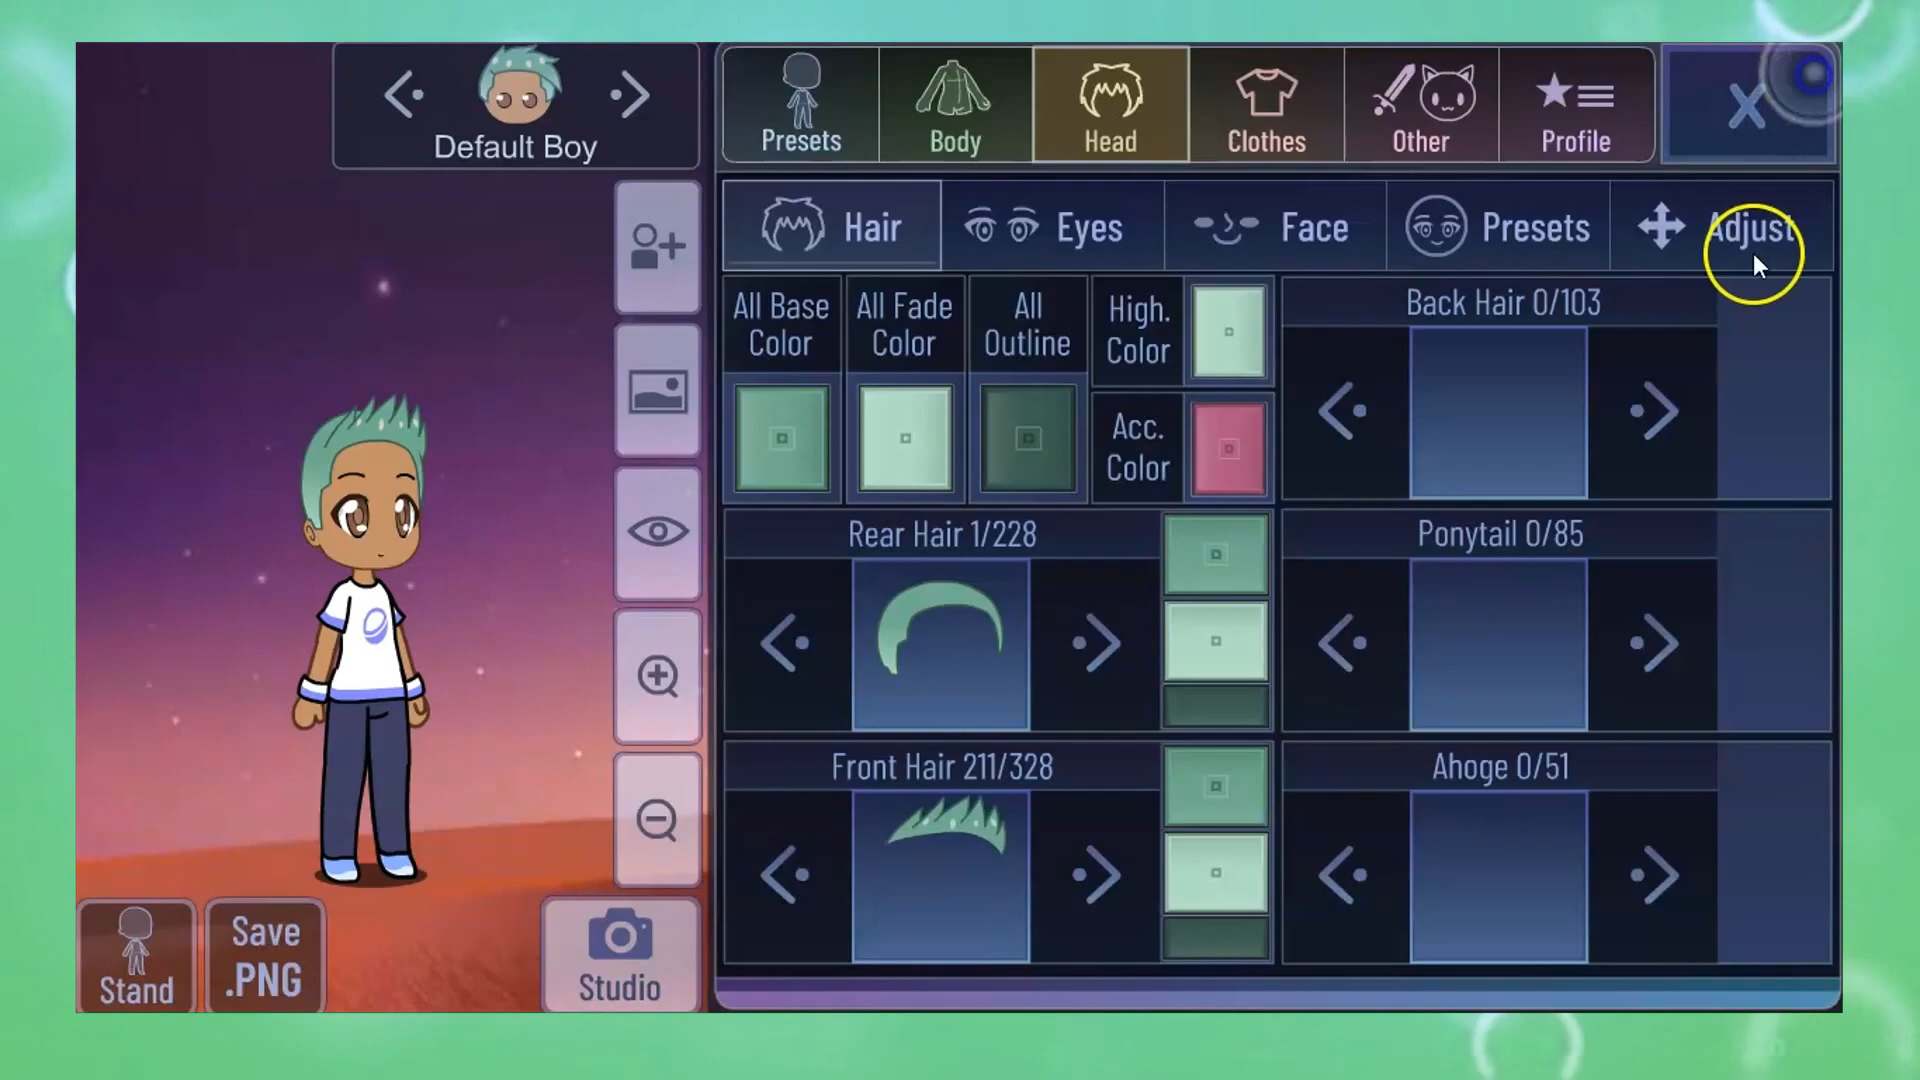 Default Boy
Presets
Body
Head
Clothes
Other
Profile
X
Hair
Eyes
Face
Presets
Adjust
All Base
Color
All Fade
Color
All
Outline
High.
Color
Acc.
Color
Back Hair 0/103
Rear Hair 1/228
Ponytail 0/85
Front Hair 211/328
Ahoge 0/51
Stand
Save
.PNG
Studio